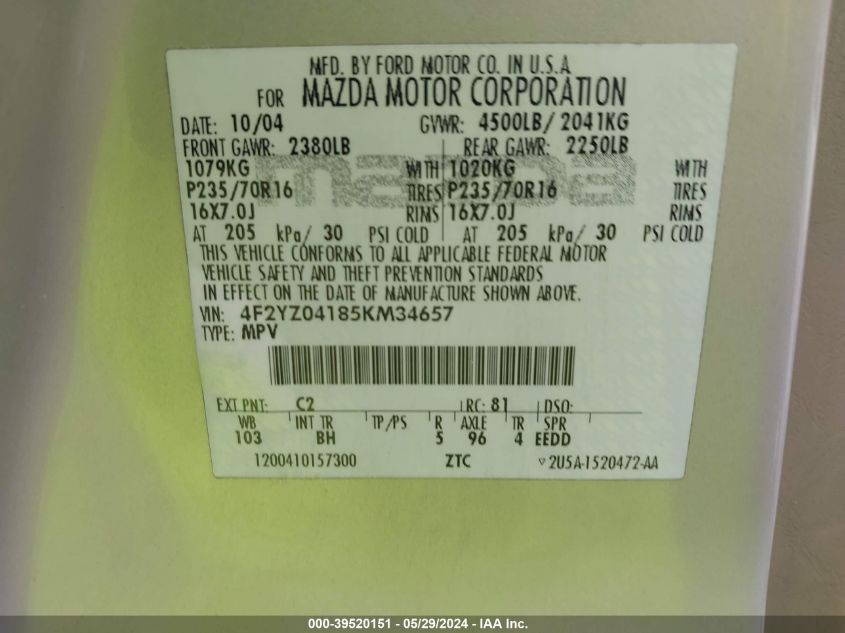 MFD. BY FORD MOTOR CO. IN U.S.A
FOR MAZDA MOTOR CORPORATION
DATE: 10/04 GVWR: 4500LB/ 2041KG
FRONT GAWR: 2380LB REAR GAWR: 2250LB
1079KG WITH 1020KG WITH
P235/70R16 TIRES P235/70R16 TIRES
16X7.0J RIMS 16X7.0J RIMS
AT 205 kPa/ 30 PSI COLD AT 205 kPa/ 30 PSI COLD
THIS VEHICLE CONFORMS TO ALL APPLICABLE FEDERAL MOTOR
VEHICLE SAFETY AND THEFT PREVENTION STANDARDS
IN EFFECT ON THE DATE OF MANUFACTURE SHOWN ABOVE.
VIN: 4F2YZ04185KM34657
TYPE: MPV
EXT PNT: C2 RC: 81 DSO:
WB INT TR TP/PS R AXLE TR SPR
103 BH 5 96 4 EEDD
1200410157300 ZTC 2U5A-1520472-AA
000-39520151 - 05/29/2024 - IAA Inc.